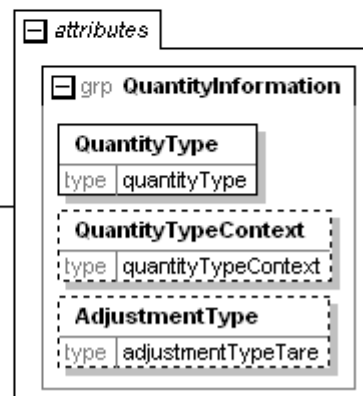 attributes
grp QuantityInformation
QuantityType
type quantityType
QuantityTypeContext
type quantityTypeContext
AdjustmentType
type adjustmentTypeTare